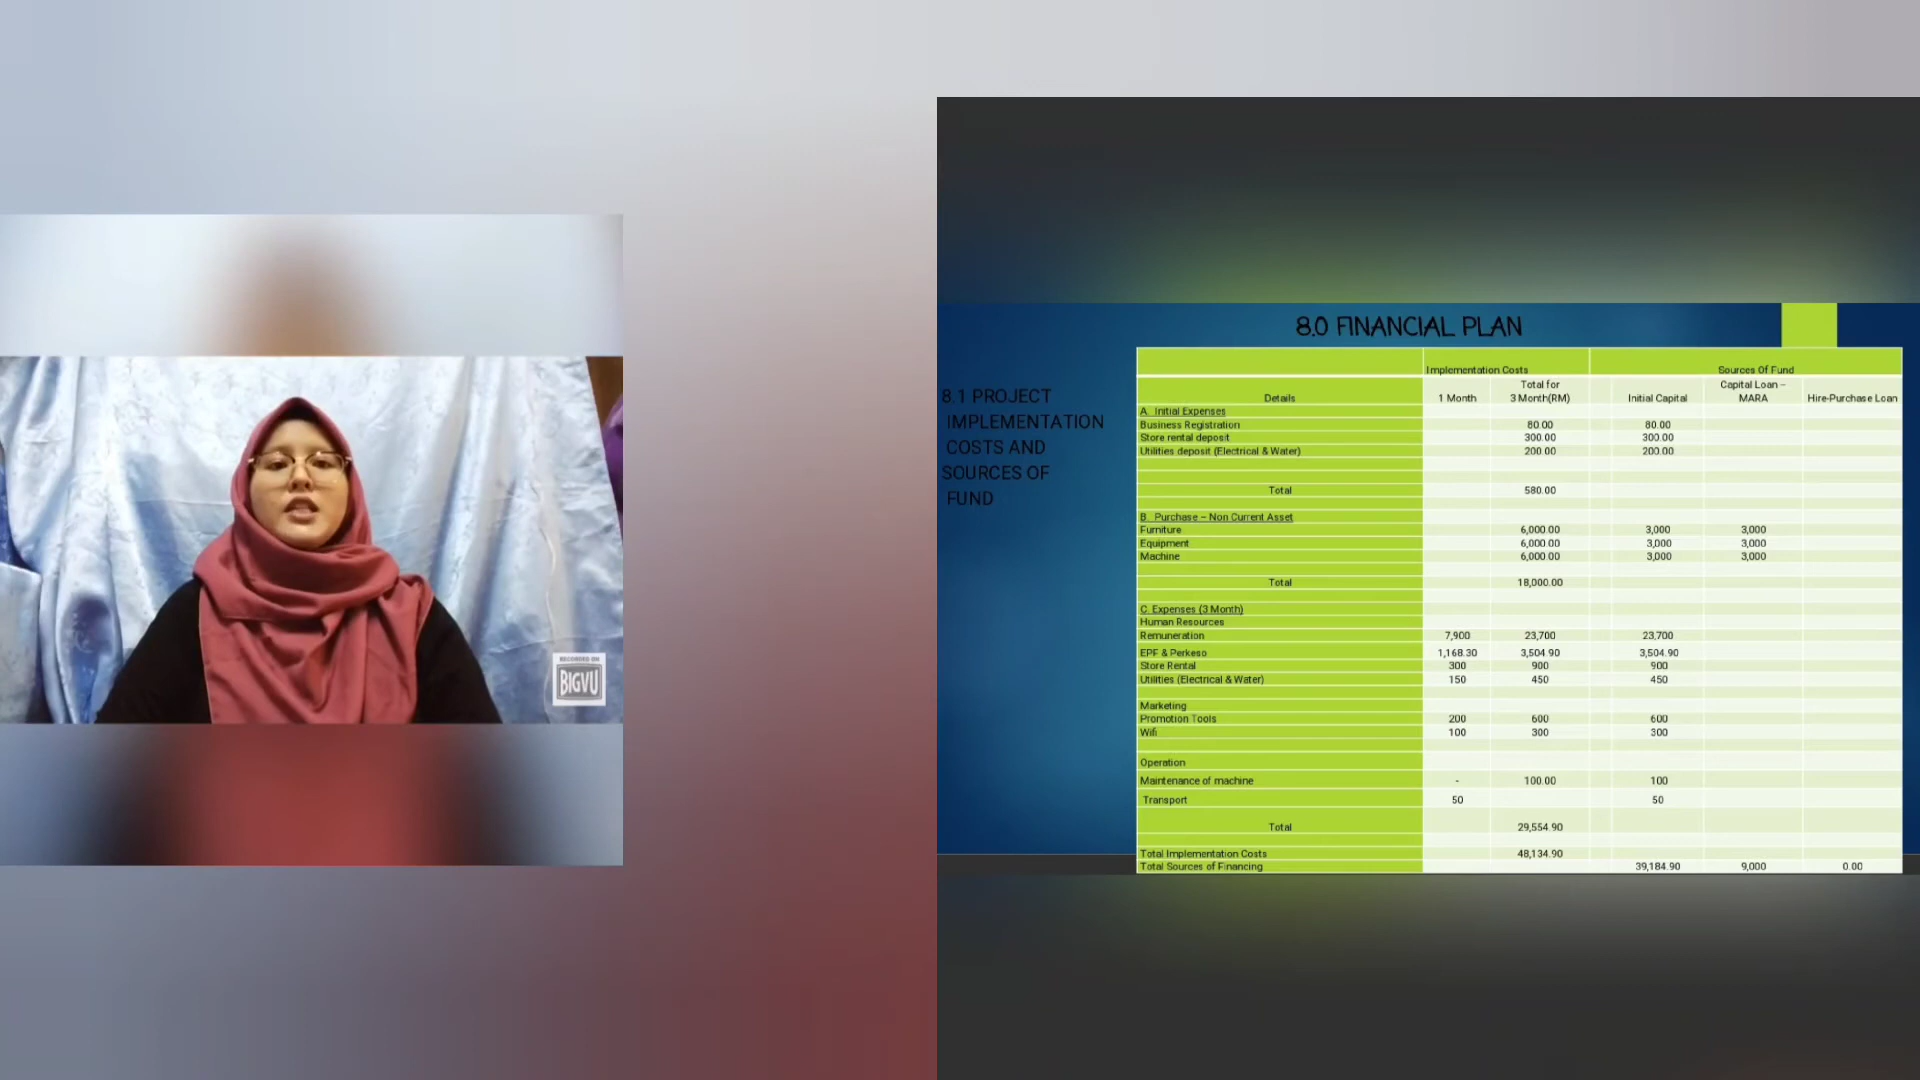 RECORDED ON
BIGVU
8.0 FINANCIAL PLAN
8.1 PROJECT
IMPLEMENTATION
COSTS AND
SOURCES OF
FUND
Implementation Costs Sources Of Fund
Details 1 Month Total for 3 Month(RM) Initial Capital Capital Loan – MARA Hire-Purchase Loan
A. Initial Expenses
Business Registration 80.00 80.00
Store rental deposit 300.00 300.00
Utilities deposit (Electrical & Water) 200.00 200.00
Total 580.00
B. Purchase – Non Current Asset
Furniture 6,000.00 3,000 3,000
Equipment 6,000.00 3,000 3,000
Machine 6,000.00 3,000 3,000
Total 18,000.00
C. Expenses (3 Month)
Human Resources
Remuneration 7,900 23,700 23,700
EPF & Perkeso 1,168.30 3,504.90 3,504.90
Store Rental 300 900 900
Utilities (Electrical & Water) 150 450 450
Marketing
Promotion Tools 200 600 600
Wifi 100 300 300
Operation
Maintenance of machine - 100.00 100
Transport 50 50
Total 29,554.90
Total Implementation Costs 48,134.90
Total Sources of Financing 39,184.90 9,000 0.00